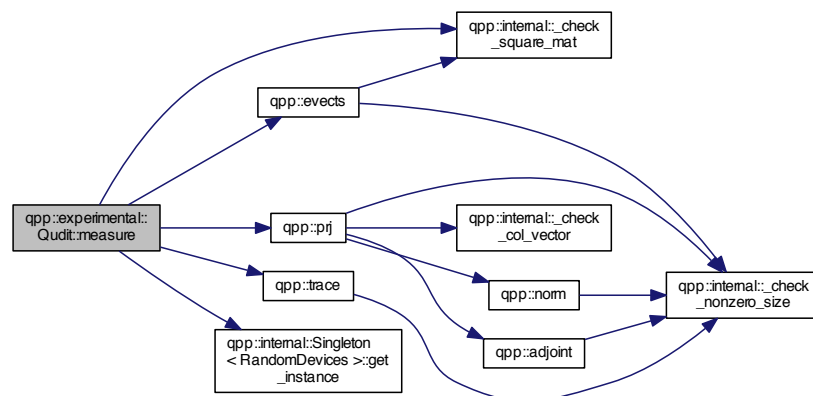 qpp::internal::_check
_square_mat
qpp::evects
qpp::experimental::
Qudit::measure
qpp::prj
qpp::internal::_check
_col_vector
qpp::trace
qpp::norm
qpp::internal::_check
_nonzero_size
qpp::internal::Singleton
< RandomDevices >::get
_instance
qpp::adjoint